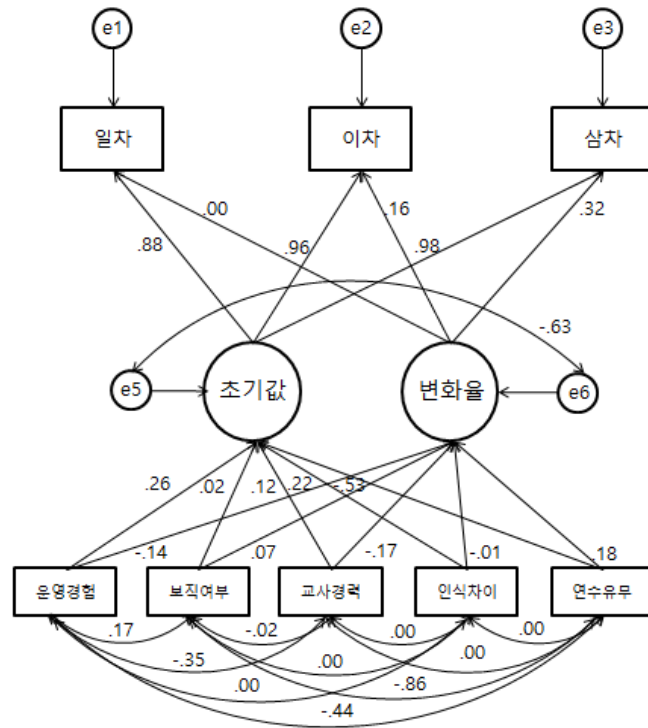 e1 e2 e3
일차 이차 삼차
.00 .16 .32
.88 .96 .98
-.63
e5 초기값 변화율 e6
.26 .02 .12 .22 -.53
-.14 .07 -.17 -.01 .18
운영경험 보직여부 교사경력 인식차이 연수유무
.17 -.02 .00 .00
-.35 .00 .00
.00 -.86
-.44